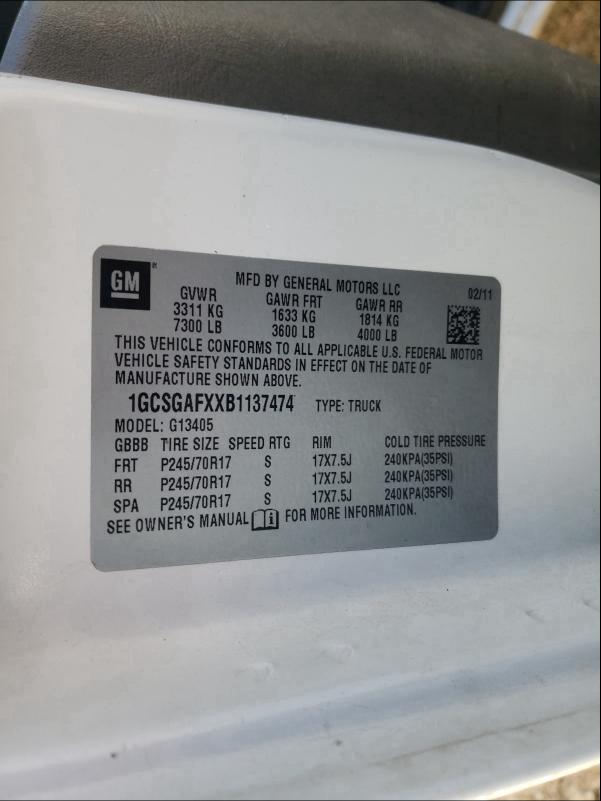 GM
MFD BY GENERAL MOTORS LLC
02/11
GVWR GAWR FRT GAWR RR
3311 KG 1633 KG 1814 KG
7300 LB 3600 LB 4000 LB
THIS VEHICLE CONFORMS TO ALL APPLICABLE U.S. FEDERAL MOTOR
VEHICLE SAFETY STANDARDS IN EFFECT ON THE DATE OF
MANUFACTURE SHOWN ABOVE.
1GCSGAFXXB1137474 TYPE: TRUCK
MODEL: G13405
GBBB TIRE SIZE SPEED RTG RIM COLD TIRE PRESSURE
FRT P245/70R17 S 17X7.5J 240KPA(35PSI)
RR P245/70R17 S 17X7.5J 240KPA(35PSI)
SPA P245/70R17 S 17X7.5J 240KPA(35PSI)
SEE OWNER'S MANUAL i FOR MORE INFORMATION.